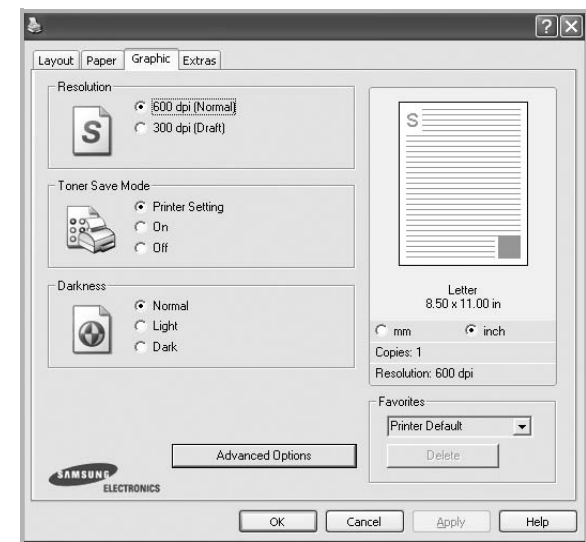 Layout Paper Graphic Extras
Resolution
600 dpi (Normal)
300 dpi (Draft)
Toner Save Mode
Printer Setting
On
Off
Darkness
Normal
Light
Dark
Advanced Options
SAMSUNG
ELECTRONICS
S
S
Letter
8.50 x 11.00 in
mm inch
Copies: 1
Resolution: 600 dpi
Favorites
Printer Default
Delete
OK Cancel Apply Help